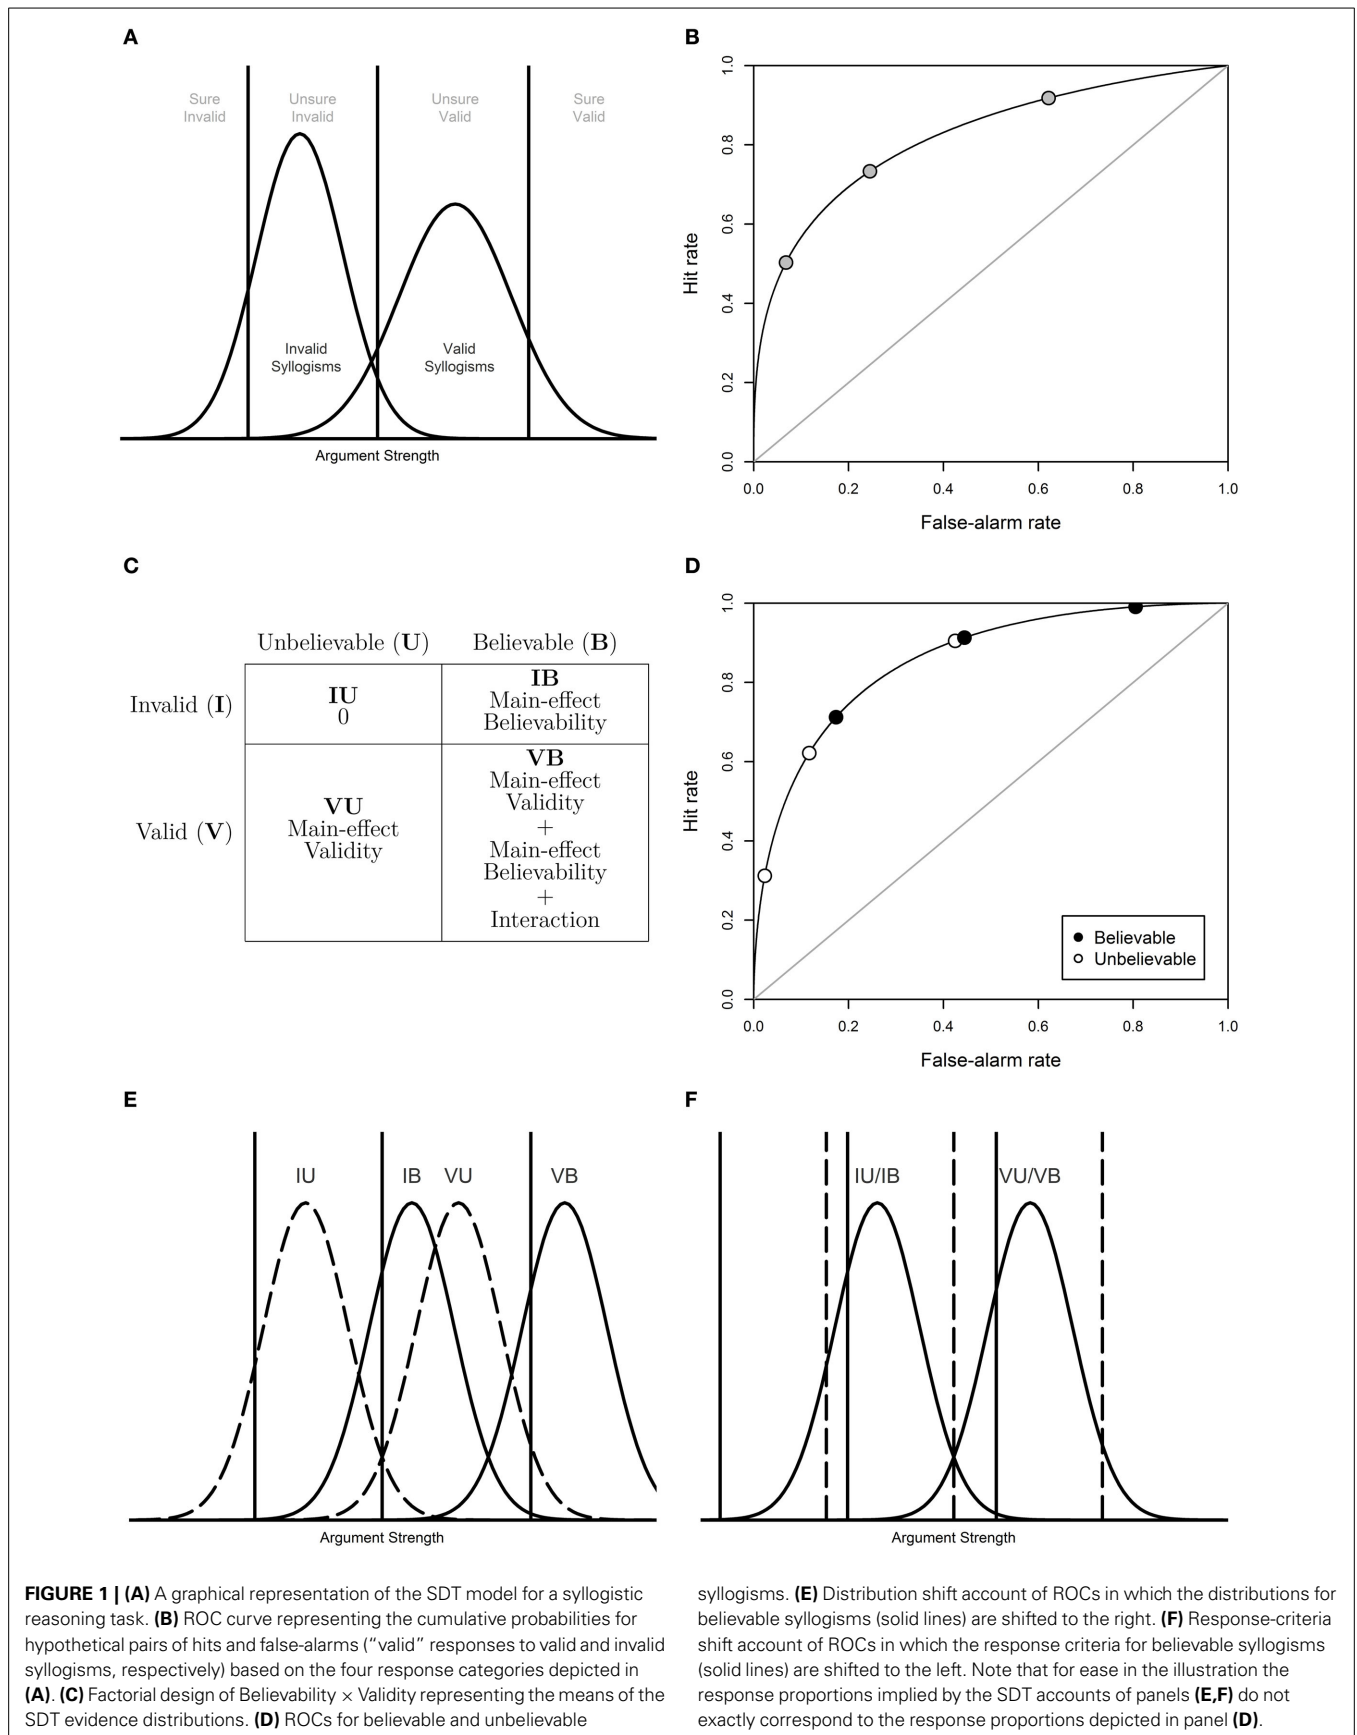 A
Sure
Invalid
Unsure
Invalid
Unsure
Valid
Sure
Valid
Invalid
Syllogisms
Valid
Syllogisms
Argument Strength
B
Hit rate
1.0
0.8
0.6
0.4
0.2
0.0
0.0 0.2 0.4 0.6 0.8 1.0
False-alarm rate
C
Unbelievable (U) Believable (B)
Invalid (I)
IU
0
IB
Main-effect
Believability
Valid (V)
VU
Main-effect
Validity
VB
Main-effect
Validity
+
Main-effect
Believability
+
Interaction
D
Hit rate
1.0
0.8
0.6
0.4
0.2
0.0
Believable
Unbelievable
0.0 0.2 0.4 0.6 0.8 1.0
False-alarm rate
E
IU IB VU VB
Argument Strength
F
IU/IB VU/VB
Argument Strength
FIGURE 1 | (A) A graphical representation of the SDT model for a syllogistic
reasoning task. (B) ROC curve representing the cumulative probabilities for
hypothetical pairs of hits and false-alarms (“valid” responses to valid and invalid
syllogisms, respectively) based on the four response categories depicted in
(A). (C) Factorial design of Believability × Validity representing the means of the
SDT evidence distributions. (D) ROCs for believable and unbelievable
syllogisms. (E) Distribution shift account of ROCs in which the distributions for
believable syllogisms (solid lines) are shifted to the right. (F) Response-criteria
shift account of ROCs in which the response criteria for believable syllogisms
(solid lines) are shifted to the left. Note that for ease in the illustration the
response proportions implied by the SDT accounts of panels (E,F) do not
exactly correspond to the response proportions depicted in panel (D).